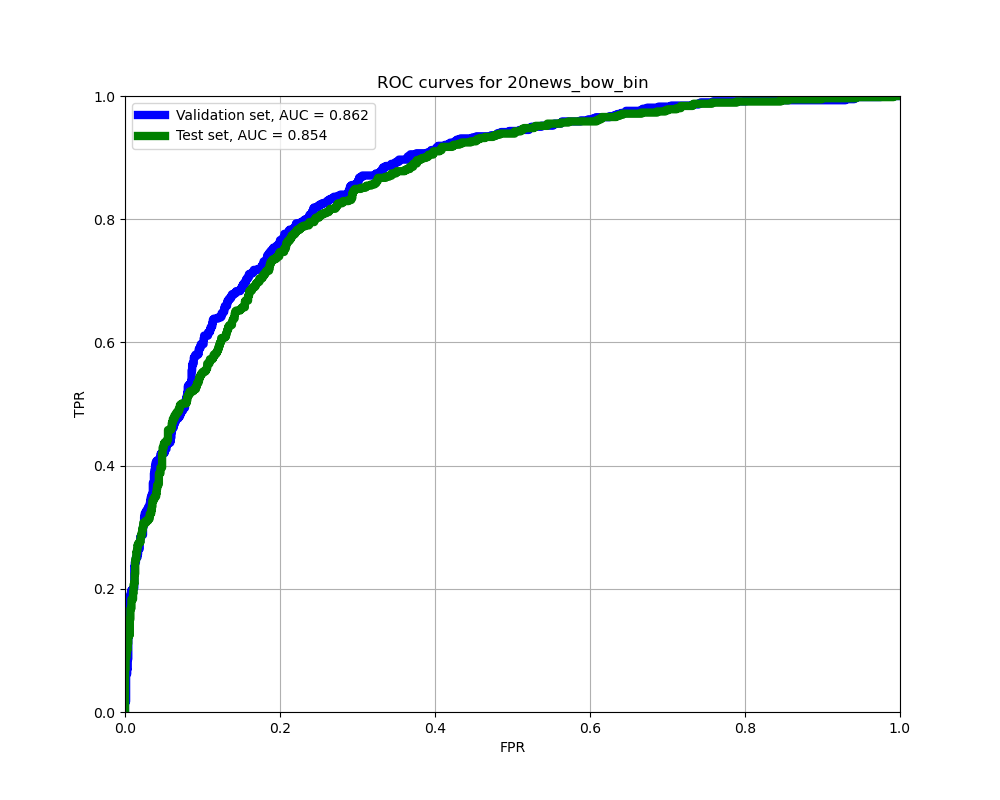 ROC curves for 20news_bow_bin
Validation set, AUC = 0.862
Test set, AUC = 0.854
1.0
0.8
0.6
0.4
0.2
0.0
TPR
0.0 0.2 0.4 0.6 0.8 1.0
FPR